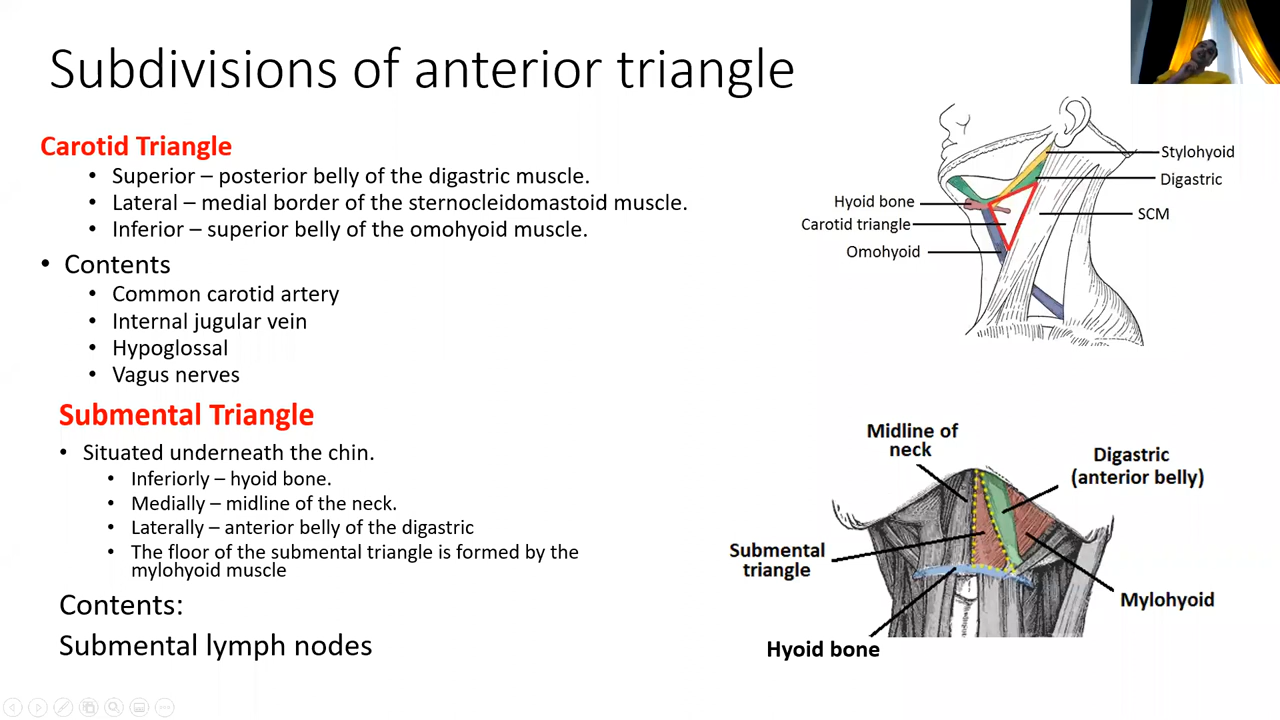 Subdivisions of anterior triangle
Carotid Triangle
• Superior – posterior belly of the digastric muscle.
• Lateral – medial border of the sternocleidomastoid muscle.
• Inferior – superior belly of the omohyoid muscle.
• Contents
• Common carotid artery
• Internal jugular vein
• Hypoglossal
• Vagus nerves
Submental Triangle
• Situated underneath the chin.
• Inferiorly – hyoid bone.
• Medially – midline of the neck.
• Laterally – anterior belly of the digastric
• The floor of the submental triangle is formed by the
mylohyoid muscle
Contents:
Submental lymph nodes
Stylohyoid
Digastric
Hyoid bone
SCM
Carotid triangle
Omohyoid
Midline of
neck
Digastric
(anterior belly)
Submental
triangle
Mylohyoid
Hyoid bone